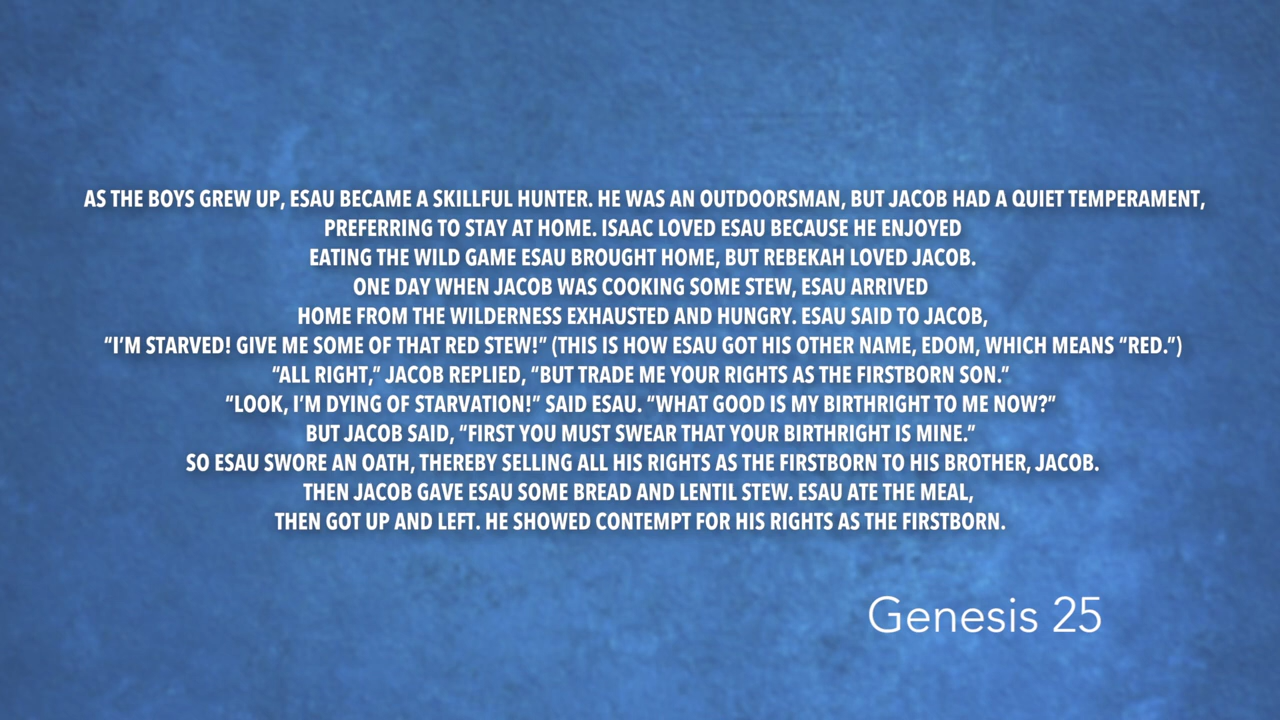 AS THE BOYS GREW UP, ESAU BECAME A SKILLFUL HUNTER. HE WAS AN OUTDOORSMAN, BUT JACOB HAD A QUIET TEMPERAMENT,
PREFERRING TO STAY AT HOME. ISAAC LOVED ESAU BECAUSE HE ENJOYED
EATING THE WILD GAME ESAU BROUGHT HOME, BUT REBEKAH LOVED JACOB.
ONE DAY WHEN JACOB WAS COOKING SOME STEW, ESAU ARRIVED
HOME FROM THE WILDERNESS EXHAUSTED AND HUNGRY. ESAU SAID TO JACOB,
“I’M STARVED! GIVE ME SOME OF THAT RED STEW!” (THIS IS HOW ESAU GOT HIS OTHER NAME, EDOM, WHICH MEANS “RED.”)
“ALL RIGHT,” JACOB REPLIED, “BUT TRADE ME YOUR RIGHTS AS THE FIRSTBORN SON.”
“LOOK, I’M DYING OF STARVATION!” SAID ESAU. “WHAT GOOD IS MY BIRTHRIGHT TO ME NOW?”
BUT JACOB SAID, “FIRST YOU MUST SWEAR THAT YOUR BIRTHRIGHT IS MINE.”
SO ESAU SWORE AN OATH, THEREBY SELLING ALL HIS RIGHTS AS THE FIRSTBORN TO HIS BROTHER, JACOB.
THEN JACOB GAVE ESAU SOME BREAD AND LENTIL STEW. ESAU ATE THE MEAL,
THEN GOT UP AND LEFT. HE SHOWED CONTEMPT FOR HIS RIGHTS AS THE FIRSTBORN.
Genesis 25